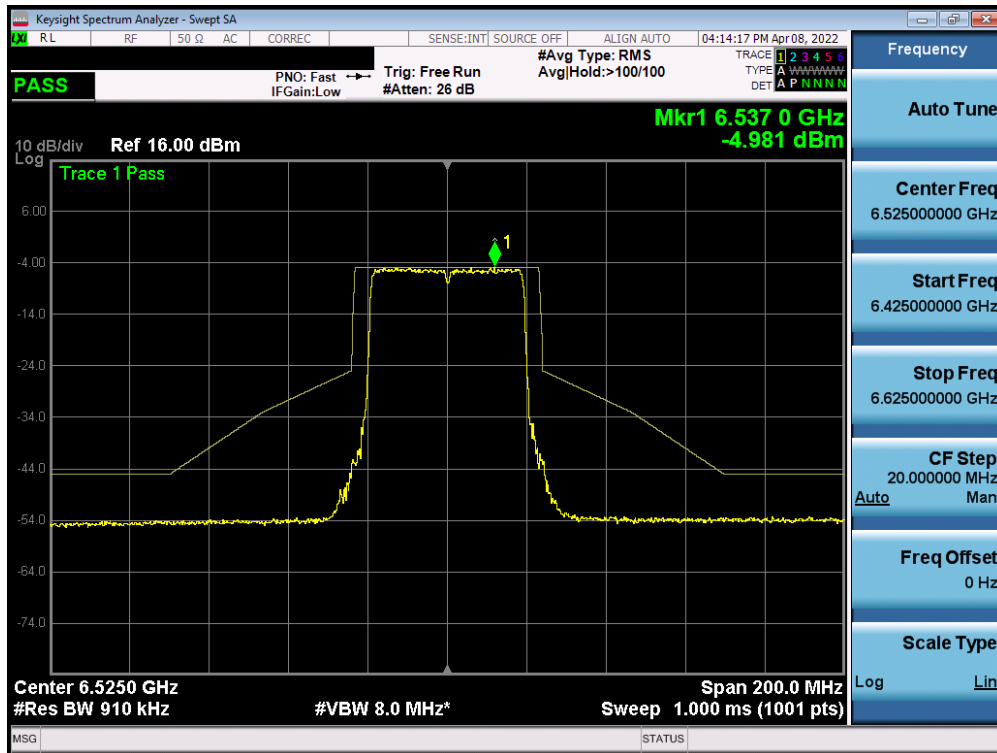 Keysight Spectrum Analyzer - Swept SA
LXI RL RF 50 Ω AC CORREC SENSE:INT SOURCE OFF ALIGN AUTO 04:14:17 PM Apr 08, 2022
PASS
PNO: Fast
IFGain:Low
Trig: Free Run
#Atten: 26 dB
#Avg Type: RMS
Avg|Hold:>100/100
TRACE 1 2 3 4 5 6
TYPE A WWWWW
DET A P N N N N
Mkr1 6.537 0 GHz
-4.981 dBm
10 dB/div
Log
Ref 16.00 dBm
Trace 1 Pass
1
6.00
-4.00
-14.0
-24.0
-34.0
-44.0
-54.0
-64.0
-74.0
Center 6.5250 GHz
Span 200.0 MHz
#Res BW 910 kHz
#VBW 8.0 MHz*
Sweep 1.000 ms (1001 pts)
MSG
STATUS
Frequency
Auto Tune
Center Freq
6.525000000 GHz
Start Freq
6.425000000 GHz
Stop Freq
6.625000000 GHz
CF Step
20.000000 MHz
Auto Man
Freq Offset
0 Hz
Scale Type
Log Lin